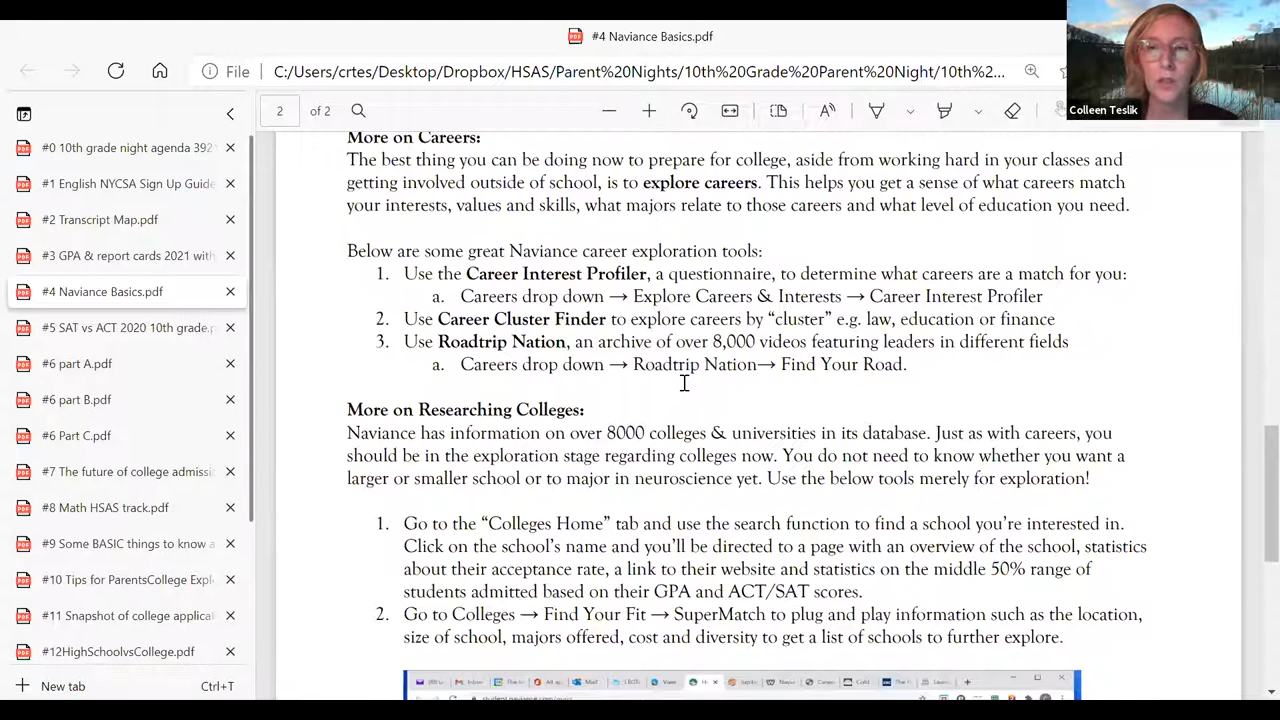 #4 Naviance Basics.pdf
File
C:/Users/crtes/Desktop/Dropbox/HSAS/Parent%20Nights/10th%20Grade%20Parent%20Night/10th%2...
Colleen Teslik
2 of 2
#0 10th grade night agenda 392
#1 English NYCSA Sign Up Guide
#2 Transcript Map.pdf
#3 GPA & report cards 2021 with
#4 Naviance Basics.pdf
#5 SAT vs ACT 2020 10th grade.p
#6 part A.pdf
#6 part B.pdf
#6 Part C.pdf
#7 The future of college admissi
#8 Math HSAS track.pdf
#9 Some BASIC things to know a
#10 Tips for ParentsCollege Expl
#11 Snapshot of college applica
#12HighSchoolvsCollege.pdf
New tab Ctrl+T
More on Careers:
The best thing you can be doing now to prepare for college, aside from working hard in your classes and
getting involved outside of school, is to explore careers. This helps you get a sense of what careers match
your interests, values and skills, what majors relate to those careers and what level of education you need.
Below are some great Naviance career exploration tools:
1. Use the Career Interest Profiler, a questionnaire, to determine what careers are a match for you:
a. Careers drop down → Explore Careers & Interests → Career Interest Profiler
2. Use Career Cluster Finder to explore careers by “cluster” e.g. law, education or finance
3. Use Roadtrip Nation, an archive of over 8,000 videos featuring leaders in different fields
a. Careers drop down → Roadtrip Nation→ Find Your Road.
More on Researching Colleges:
Naviance has information on over 8000 colleges & universities in its database. Just as with careers, you
should be in the exploration stage regarding colleges now. You do not need to know whether you want a
larger or smaller school or to major in neuroscience yet. Use the below tools merely for exploration!
1. Go to the “Colleges Home” tab and use the search function to find a school you’re interested in.
Click on the school’s name and you’ll be directed to a page with an overview of the school, statistics
about their acceptance rate, a link to their website and statistics on the middle 50% range of
students admitted based on their GPA and ACT/SAT scores.
2. Go to Colleges → Find Your Fit → SuperMatch to plug and play information such as the location,
size of school, majors offered, cost and diversity to get a list of schools to further explore.